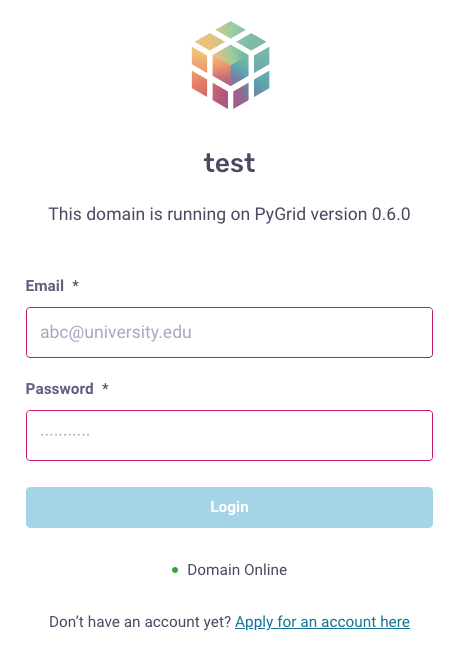 test
This domain is running on PyGrid version 0.6.0
Email *
abc@university.edu
Password *
···········
Login
Domain Online
Don't have an account yet? Apply for an account here